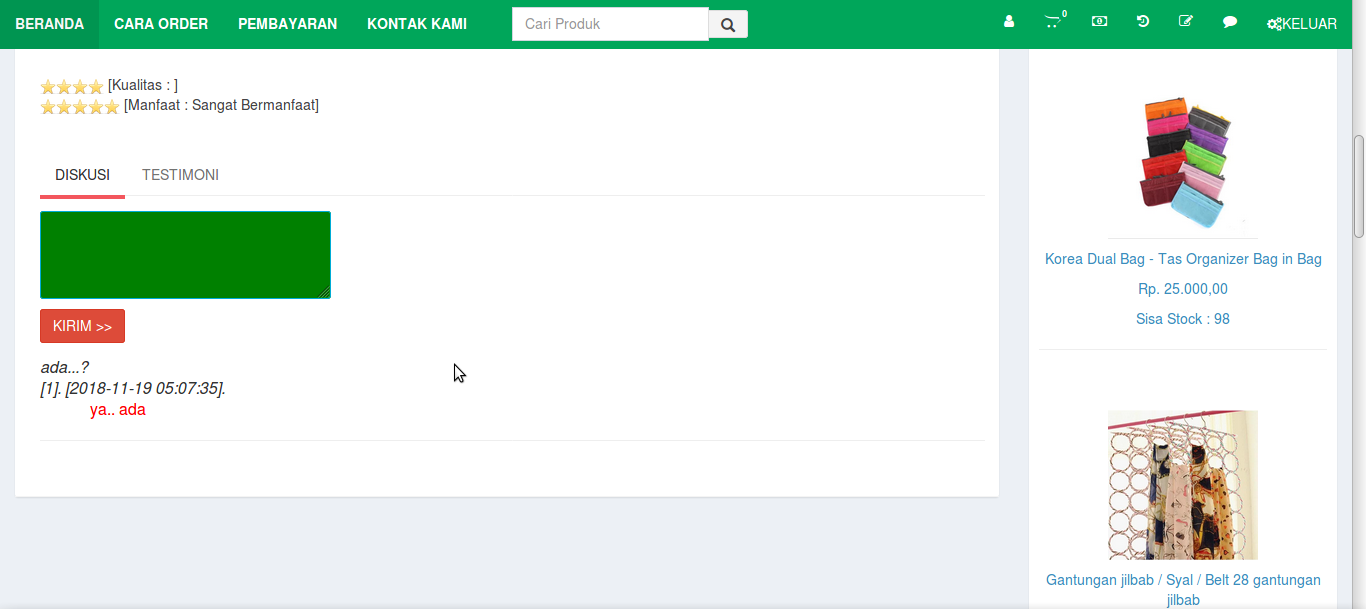 BERANDA CARA ORDER PEMBAYARAN KONTAK KAMI Cari Produk 0 KELUAR
[Kualitas : ]
[Manfaat : Sangat Bermanfaat]
DISKUSI TESTIMONI
KIRIM >>
ada...?
[1]. [2018-11-19 05:07:35].
ya.. ada
Korea Dual Bag - Tas Organizer Bag in Bag
Rp. 25.000,00
Sisa Stock : 98
Gantungan jilbab / Syal / Belt 28 gantungan
jilbab